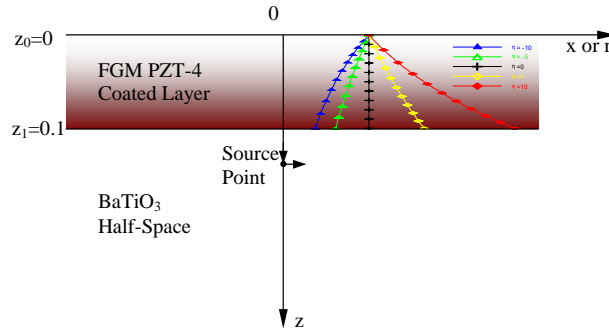 0
z₀=0
x or r
η = -10
η = -5
η =0
η =10
FGM PZT-4
Coated Layer
z₁=0.1
Source
Point
BaTiO₃
Half-Space
z